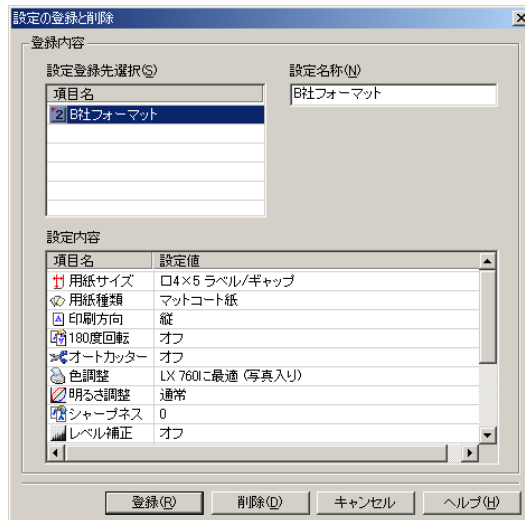 設定の登録と削除
登録内容
設定登録先選択(S)
設定名称(N)
項目名
B社フォーマット
2 B社フォーマット
設定内容
項目名 設定値
用紙サイズ ロ4×5 ラベル/ギャップ
用紙種類 マットコート紙
A 印刷方向 縦
180度回転 オフ
オートカッター オフ
色調整 LX 760に最適 (写真入り)
明るさ調整 通常
シャープネス 0
レベル補正 オフ
登録(R) 削除(D) キャンセル ヘルプ(H)